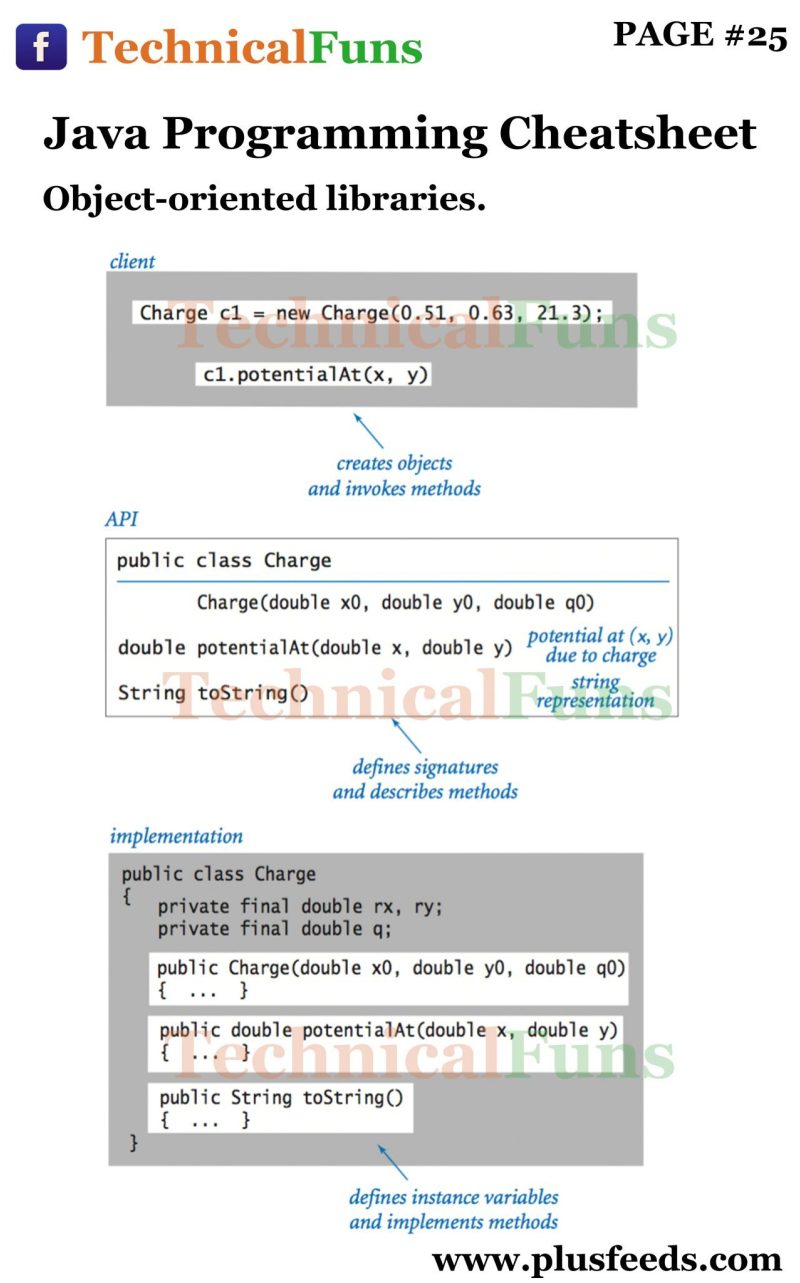 f TechnicalFuns
PAGE #25
Java Programming Cheatsheet
Object-oriented libraries.
client
Charge c1 = new Charge(0.51, 0.63, 21.3);
TechnicalFuns
c1.potentialAt(x, y)
creates objects
and invokes methods
API
public class Charge
Charge(double x0, double y0, double q0)
double potentialAt(double x, double y) potential at (x, y)
due to charge
String toString() string
representation
TechnicalFuns
defines signatures
and describes methods
implementation
public class Charge
{
private final double rx, ry;
private final double q;
public Charge(double x0, double y0, double q0)
{ ... }
public double potentialAt(double x, double y)
{ ... }
TechnicalFuns
public String toString()
{ ... }
}
defines instance variables
and implements methods
www.plusfeeds.com